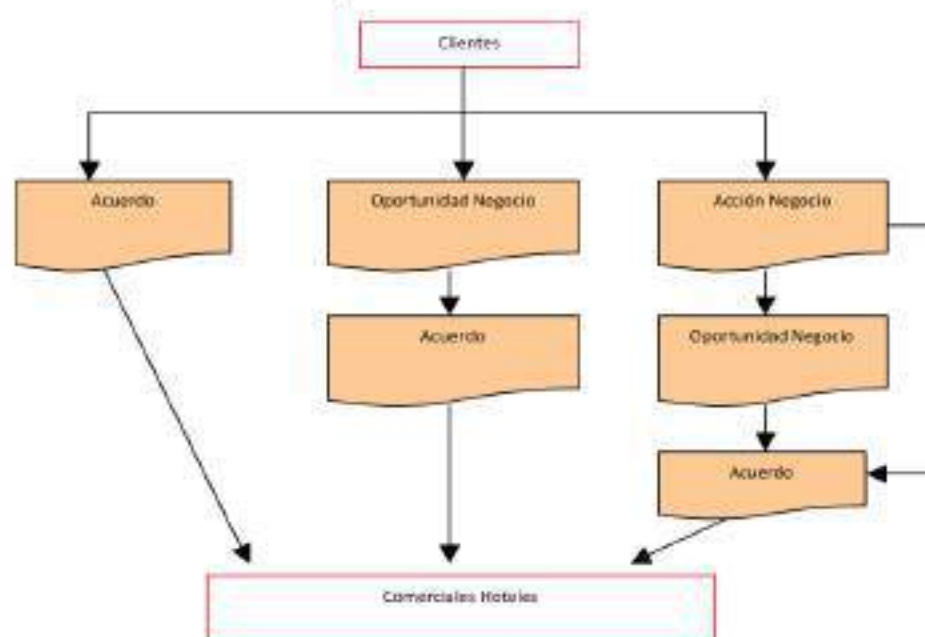 Clientes
Acuerdo
Oportunidad Negocio
Acción Negocio
Acuerdo
Oportunidad Negocio
Acuerdo
Comerciales Hoteles